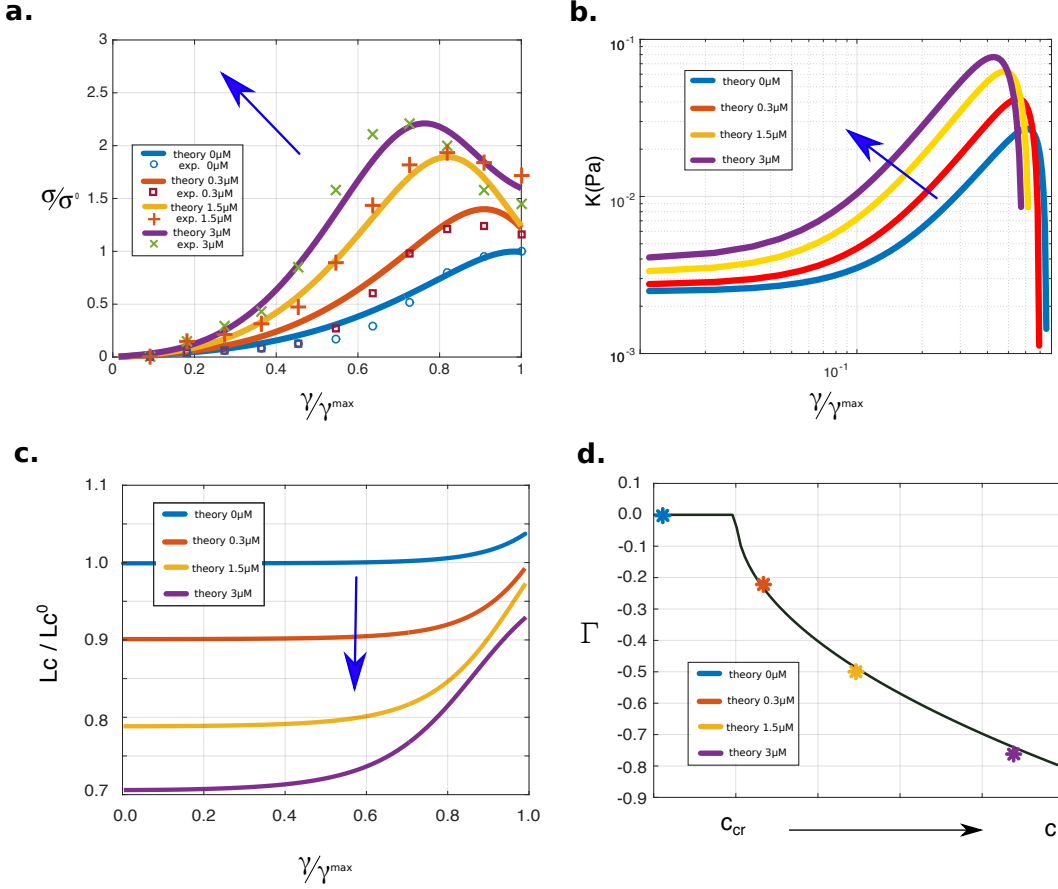 a.
3
2.5
2
1.5
1
0.5
0
σ/σ⁰
theory 0μM
exp. 0μM
theory 0.3μM
exp. 0.3μM
theory 1.5μM
exp. 1.5μM
theory 3μM
exp. 3μM
0 0.2 0.4 0.6 0.8 1
γ/γmax
b.
10⁻¹
10⁻²
10⁻³
K(Pa)
theory 0μM
theory 0.3μM
theory 1.5μM
theory 3μM
10⁻¹
γ/γmax
c.
1.1
1.0
0.9
0.8
0.7
Lc / Lc⁰
theory 0μM
theory 0.3μM
theory 1.5μM
theory 3μM
0.0 0.2 0.4 0.6 0.8 1.0
γ/γmax
d.
0.1
0.0
-0.1
-0.2
-0.3
-0.4
-0.5
-0.6
-0.7
-0.8
-0.9
Γ
theory 0μM
theory 0.3μM
theory 1.5μM
theory 3μM
ccr c